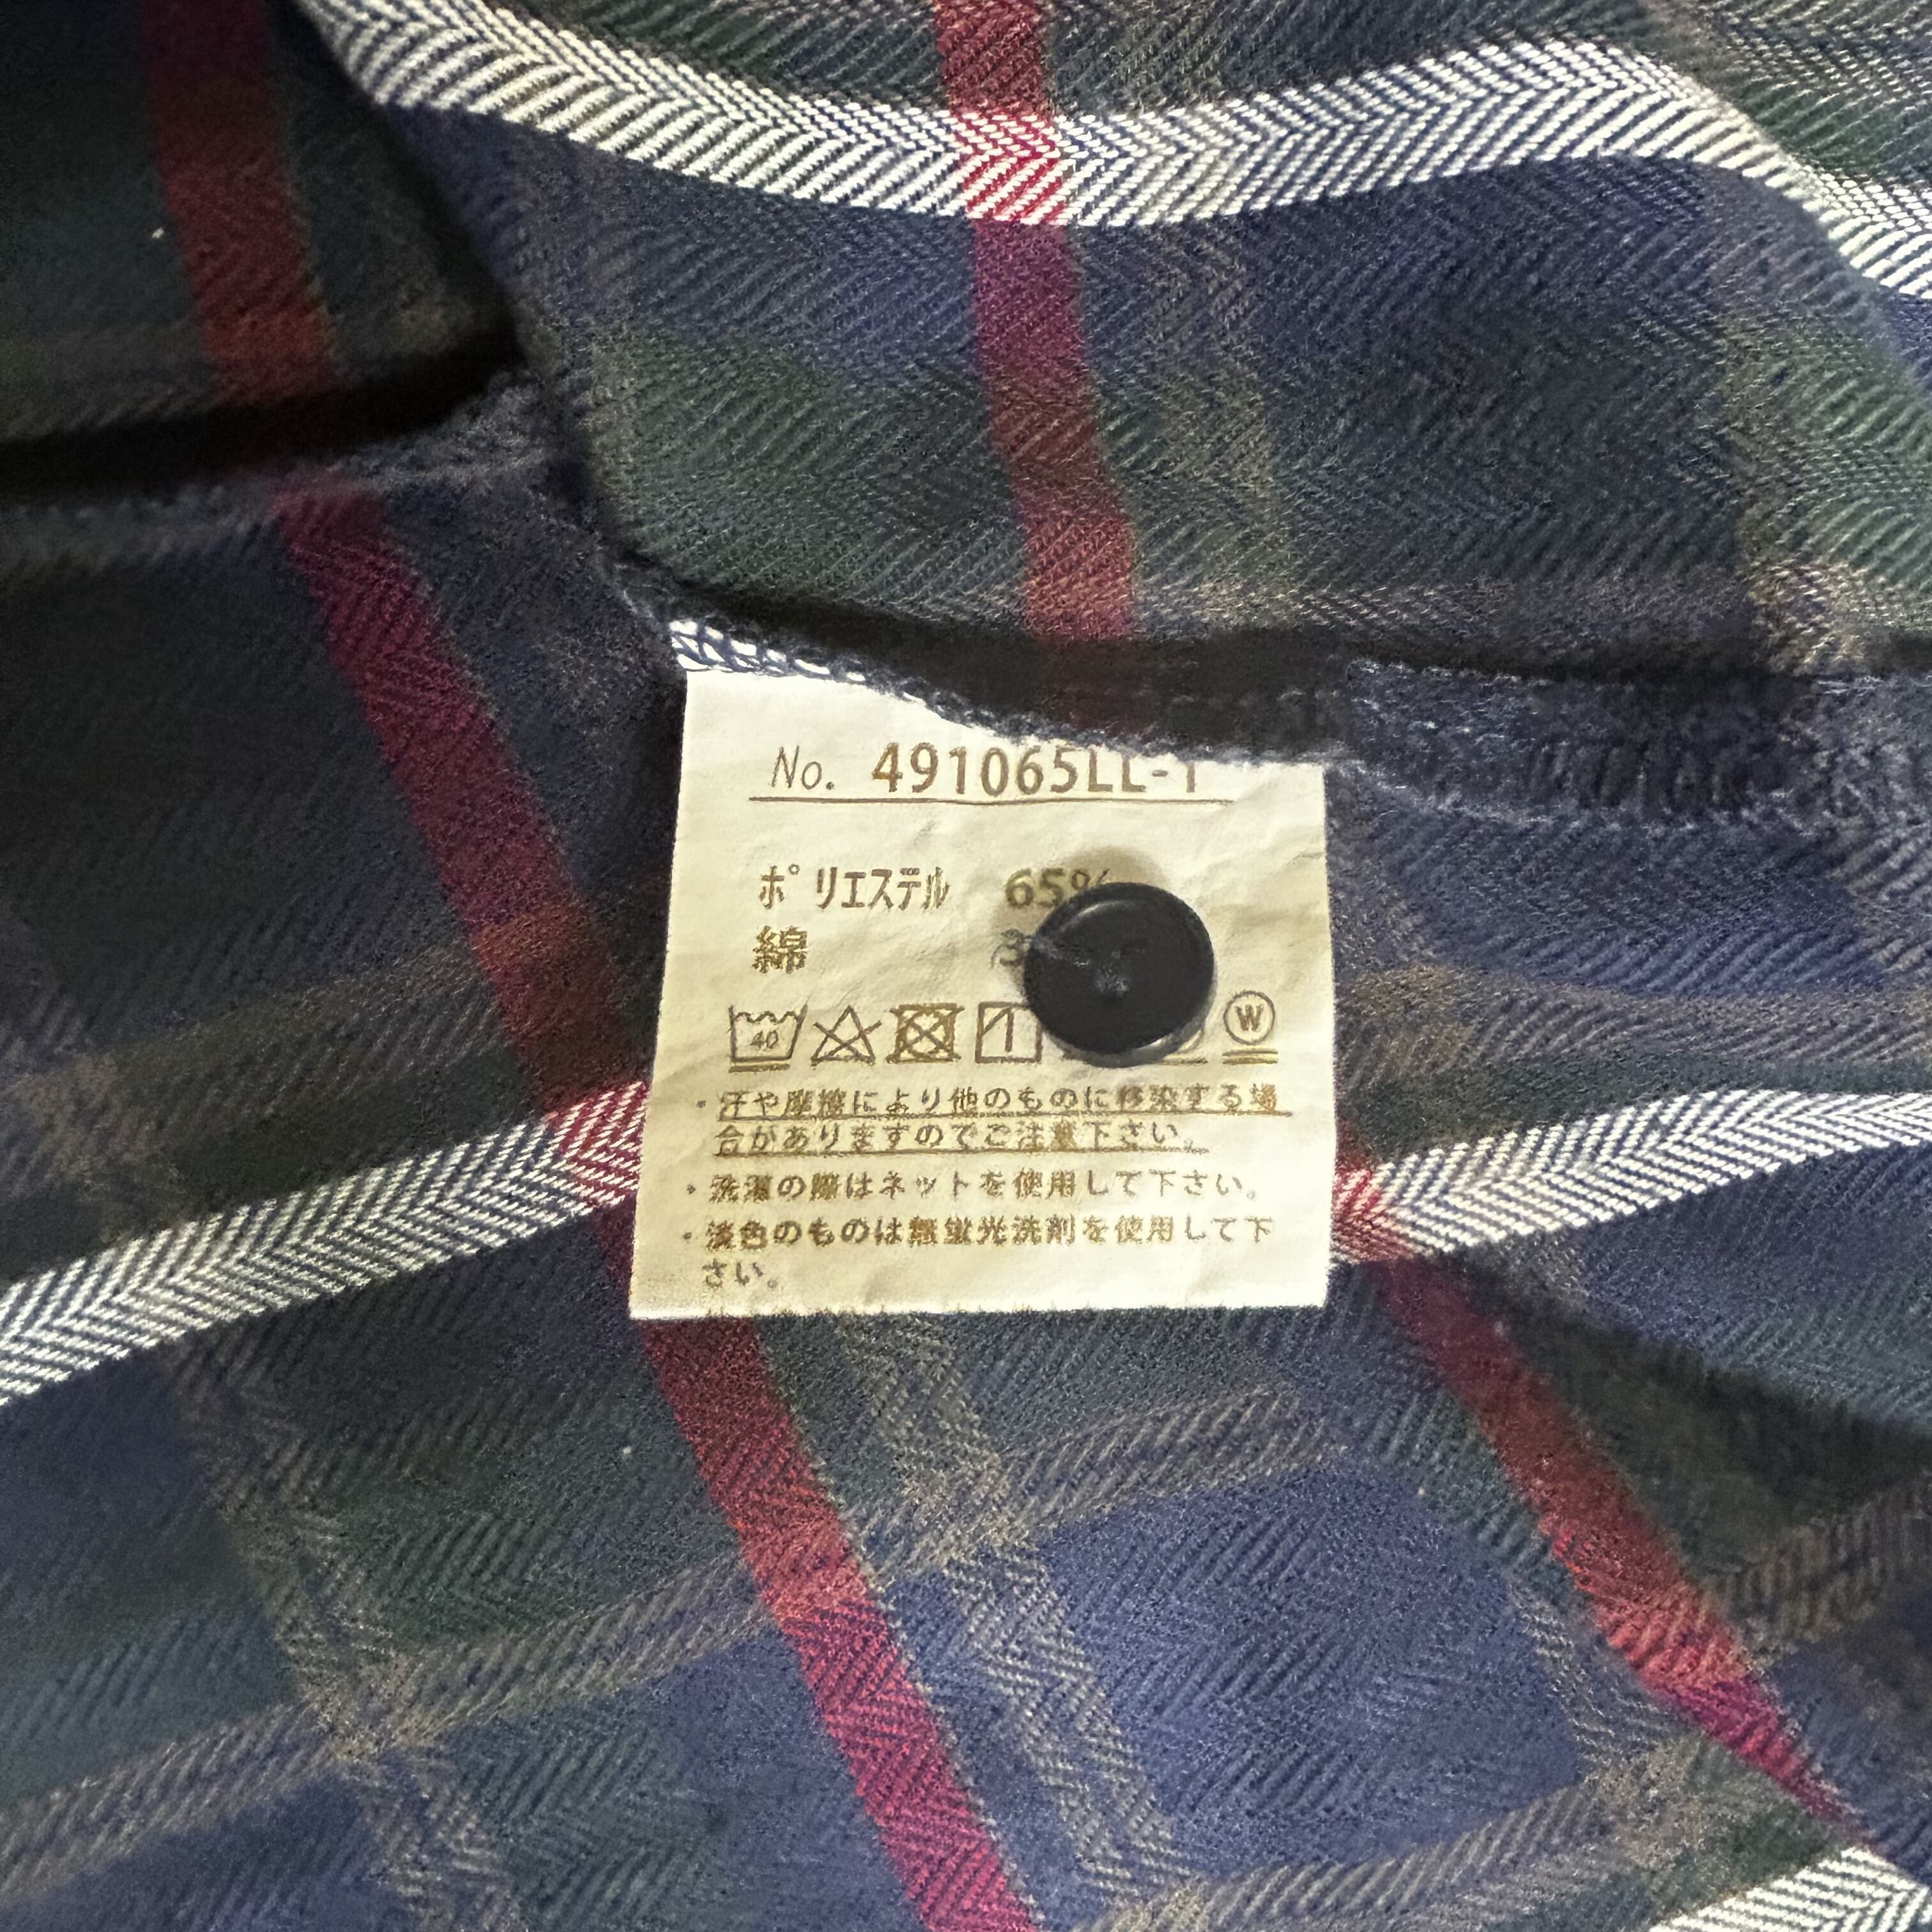 No. 491065LL-1
ポリエステル 65%
綿
40 W
・汗や摩擦により他のものに移染する場
合がありますのでご注意下さい。
・洗濯の際はネットを使用して下さい。
・淡色のものは無蛍光洗剤を使用して下
さい。